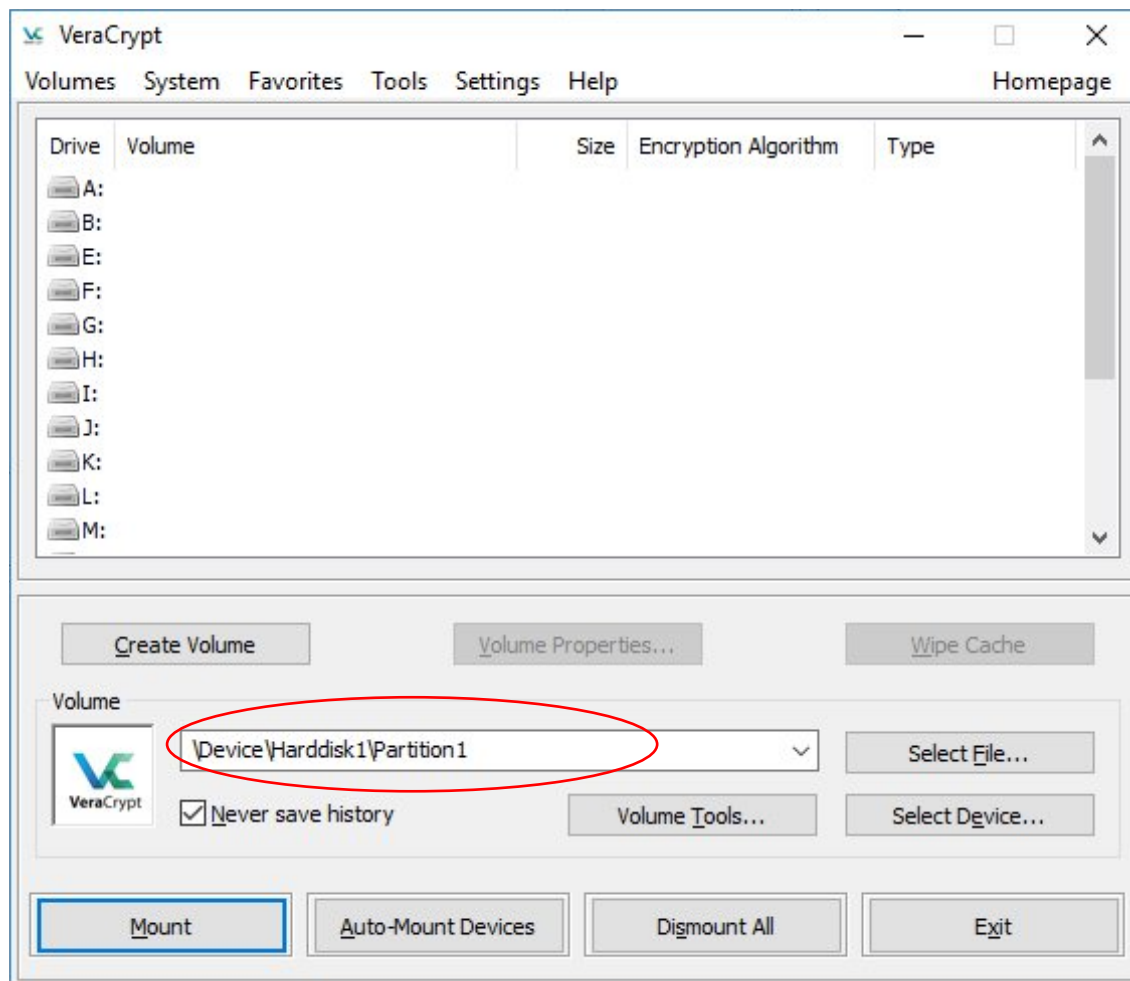 VeraCrypt
Volumes System Favorites Tools Settings Help Homepage
Drive Volume Size Encryption Algorithm Type
A:
B:
E:
F:
G:
H:
I:
J:
K:
L:
M:
Create Volume Volume Properties... Wipe Cache
Volume
\Device\Harddisk1\Partition1 Select File...
VeraCrypt
Never save history Volume Tools... Select Device...
Mount Auto-Mount Devices Dismount All Exit